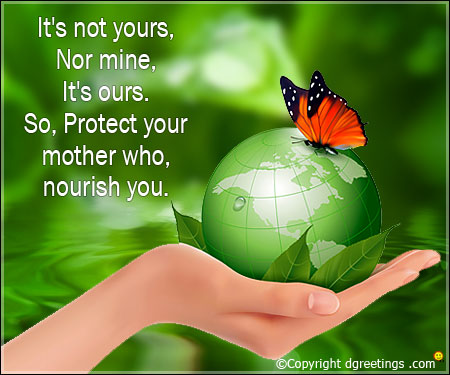 It's not yours,
Nor mine,
It's ours.
So, Protect your
mother who,
nourish you.
©Copyright dgreetings .com